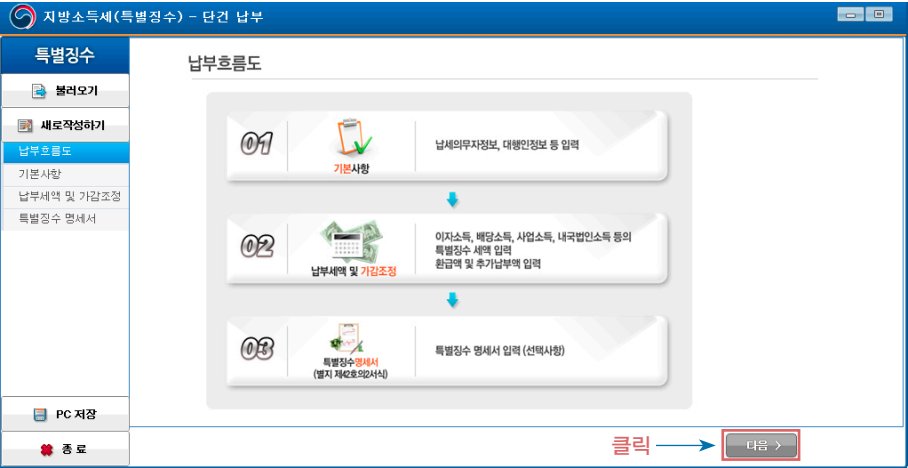 지방소득세(특별징수) - 단건 납부
특별징수
불러오기
새로작성하기
납부흐름도
기본사항
납부세액 및 가감조정
특별징수 명세서
PC 저장
종 료
납부흐름도
01
기본사항
납세의무자정보, 대행인정보 등 입력
02
납부세액 및 가감조정
이자소득, 배당소득, 사업소득, 내국법인소득 등의
특별징수 세액 입력
환급액 및 추가납부액 입력
03
특별징수명세서
(별지 제42호의2서식)
특별징수 명세서 입력 (선택사항)
클릭
다음 >